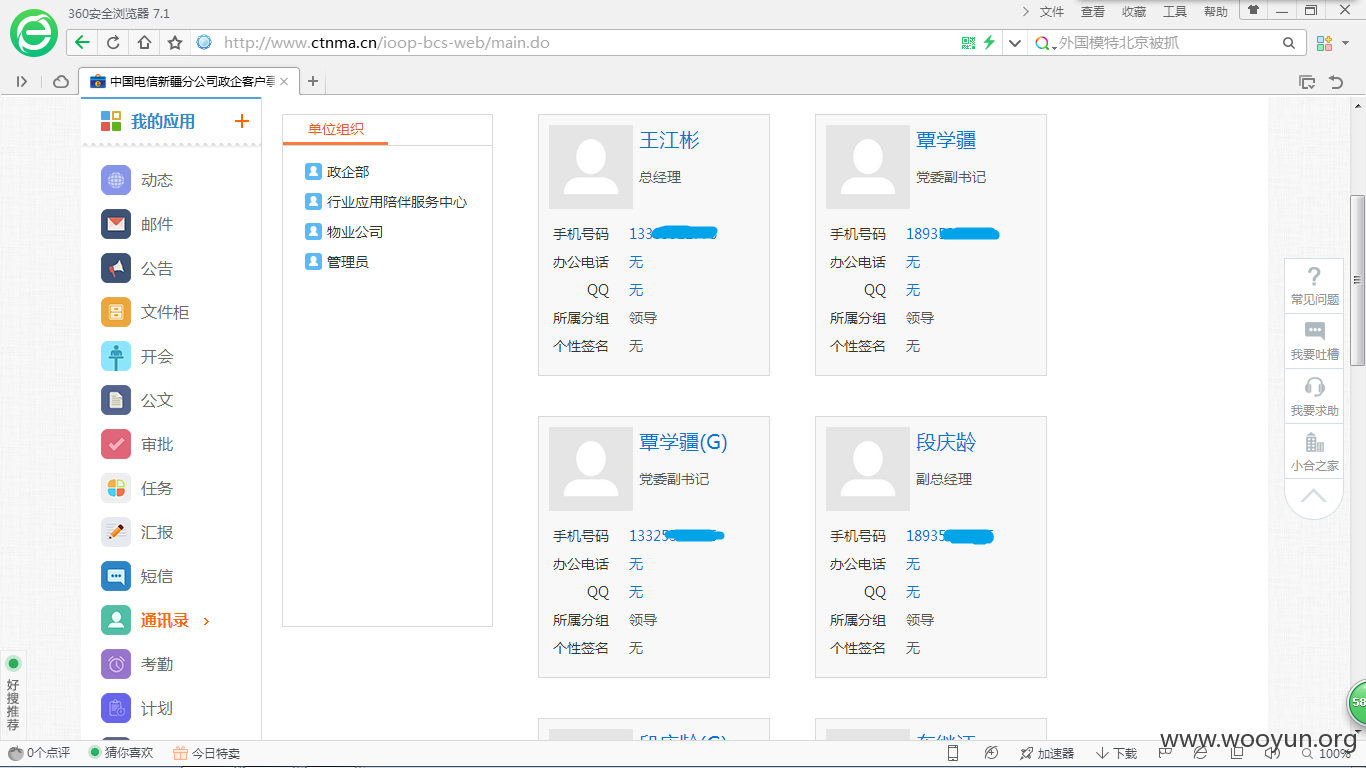 360安全浏览器 7.1
文件 查看 收藏 工具 帮助
http://www.ctnma.cn/ioop-bcs-web/main.do
外国模特北京被抓
中国电信新疆分公司政企客户
我的应用
动态
邮件
公告
文件柜
开会
公文
审批
任务
汇报
短信
通讯录
考勤
计划
单位组织
政企部
行业应用陪伴服务中心
物业公司
管理员
王江彬
总经理
手机号码 133
办公电话 无
QQ 无
所属分组 领导
个性签名 无
覃学疆
党委副书记
手机号码 1893
办公电话 无
QQ 无
所属分组 领导
个性签名 无
覃学疆(G)
党委副书记
手机号码 1332
办公电话 无
QQ 无
所属分组 领导
个性签名 无
段庆龄
副总经理
手机号码 18935
办公电话 无
QQ 无
所属分组 领导
个性签名 无
常见问题
我要吐槽
我要求助
小合之家
好搜推荐
58
0个点评 猜你喜欢 今日特卖
加速器 下载 100%
www.wooyun.org